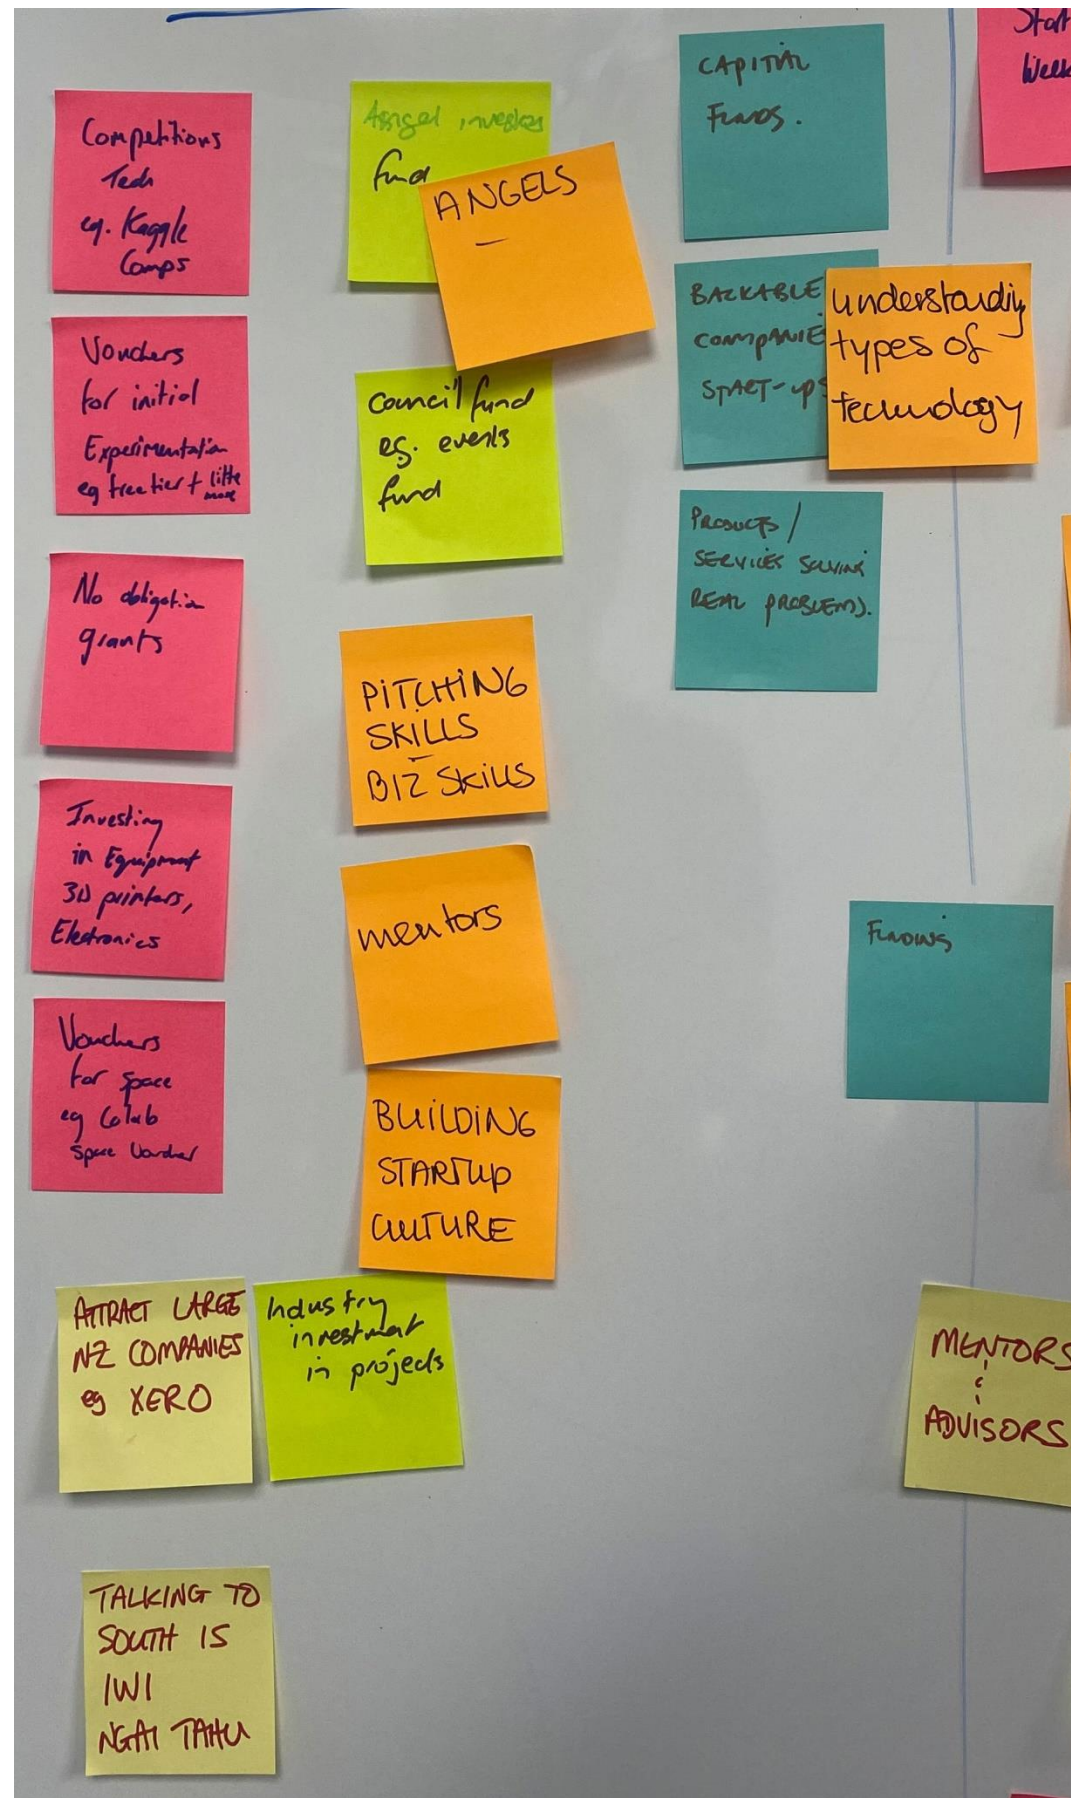 Competitions
Tech
eg. Kaggle
Comps
Vouchers
for initial
Experimentation
eg free tier + little
more
No obligation
grants
Investing
in Equipment
3D printers,
Electronics
Vouchers
for space
eg Colab
space Voucher
ATTRACT LARGE
NZ COMPANIES
eg XERO
TALKING TO
SOUTH IS
IWI
NGAI TAHU
Angel investor
fund
ANGELS
Council fund
eg. events
fund
PITCHING
SKILLS
BIZ SKILLS
mentors
BUILDING
STARTUP
CULTURE
Industry
investment
in projects
CAPITAL
FUNDS.
BACKABLE
COMPANIES
START-UPS
understanding
types of
technology
PRODUCTS /
SERVICES SOLVING
REAL PROBLEMS.
FUNDING
MENTORS
&
ADVISORS
Start
Week